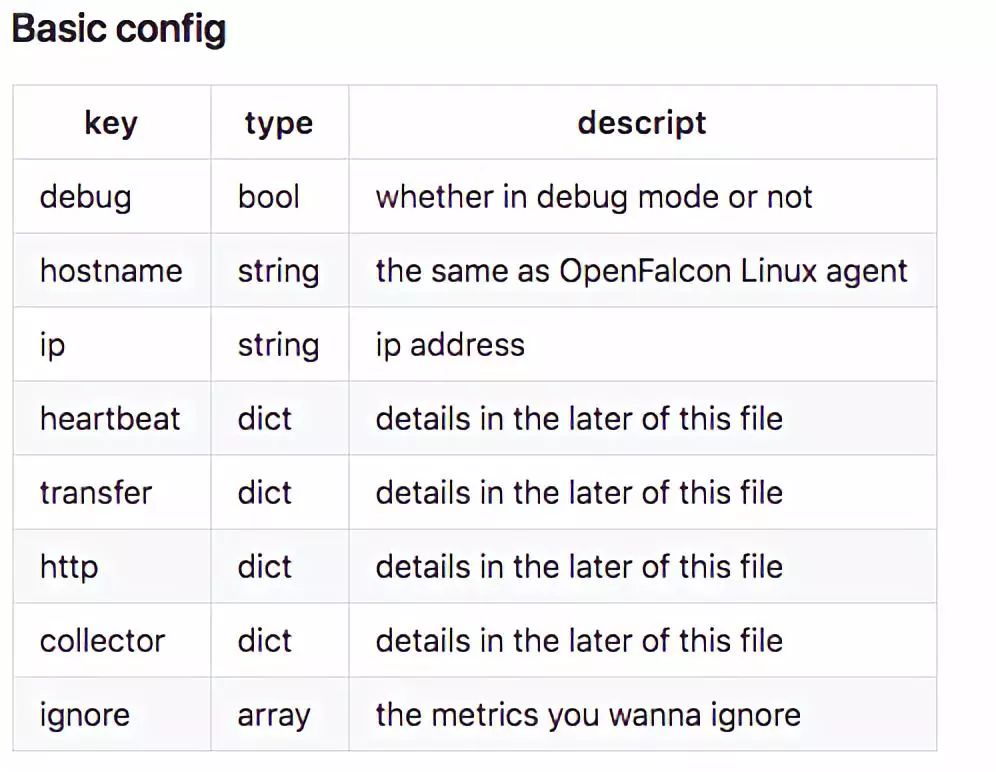 Basic config
key type descript
debug bool whether in debug mode or not
hostname string the same as OpenFalcon Linux agent
ip string ip address
heartbeat dict details in the later of this file
transfer dict details in the later of this file
http dict details in the later of this file
collector dict details in the later of this file
ignore array the metrics you wanna ignore